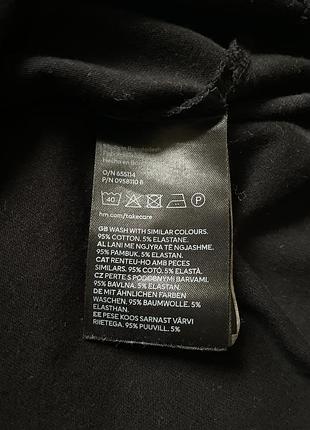 Bangladesh
Hecho en
O/N 655114
P/N 0958110 8
40 P
hm.com/takecare
GB WASH WITH SIMILAR COLOURS.
95% COTTON. 5% ELASTANE.
AL LANI ME NGJYRA TË NGJASHME.
95% PAMBUK, 5% ELASTAN.
CAT RENTEU-HO AMB PECES
SIMILARS. 95% COTÓ. 5% ELASTÀ.
CZ PERTE S PODOBNÝMI BARVAMI.
95% BAVLNA. 5% ELASTAN.
DE MIT ÄHNLICHEN FARBEN
WASCHEN. 95% BAUMWOLLE. 5%
ELASTHAN.
EE PESE KOOS SARNAST VÄRVI
RIIETEGA. 95% PUUVILL. 5%